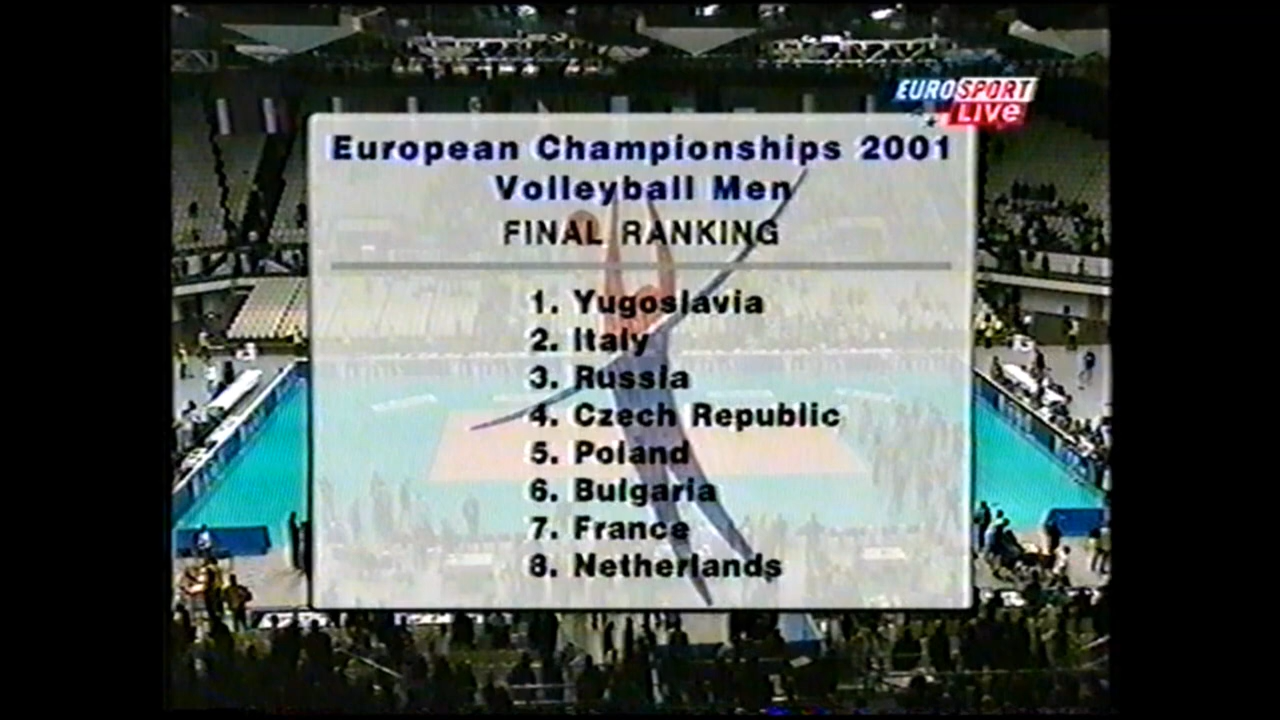 EUROSPORT
LIVE
European Championships 2001
Volleyball Men
FINAL RANKING
1. Yugoslavia
2. Italy
3. Russia
4. Czech Republic
5. Poland
6. Bulgaria
7. France
8. Netherlands